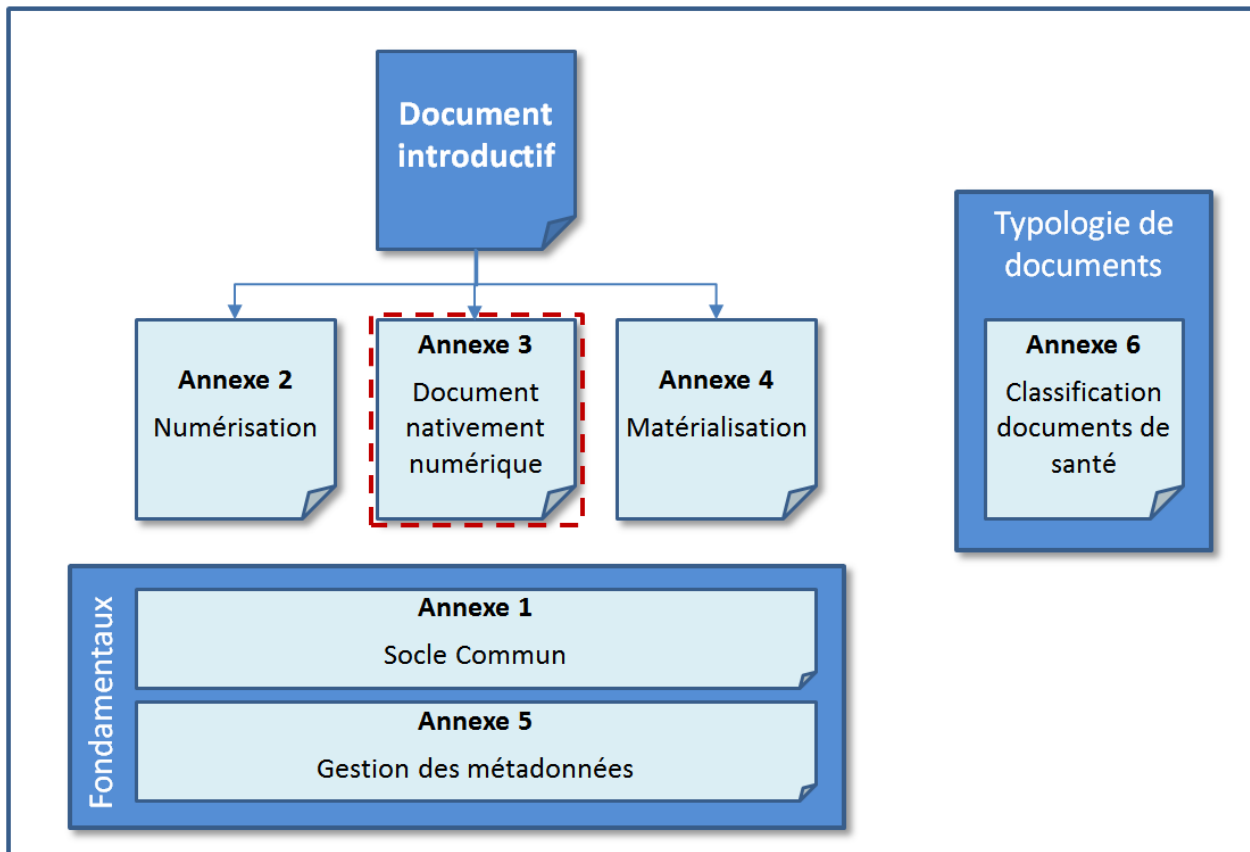 Document
introductif
Typologie de
documents
Annexe 2
Numérisation
Annexe 3
Document
nativement
numérique
Annexe 4
Matérialisation
Annexe 6
Classification
documents de
santé
Fondamentaux
Annexe 1
Socle Commun
Annexe 5
Gestion des métadonnées